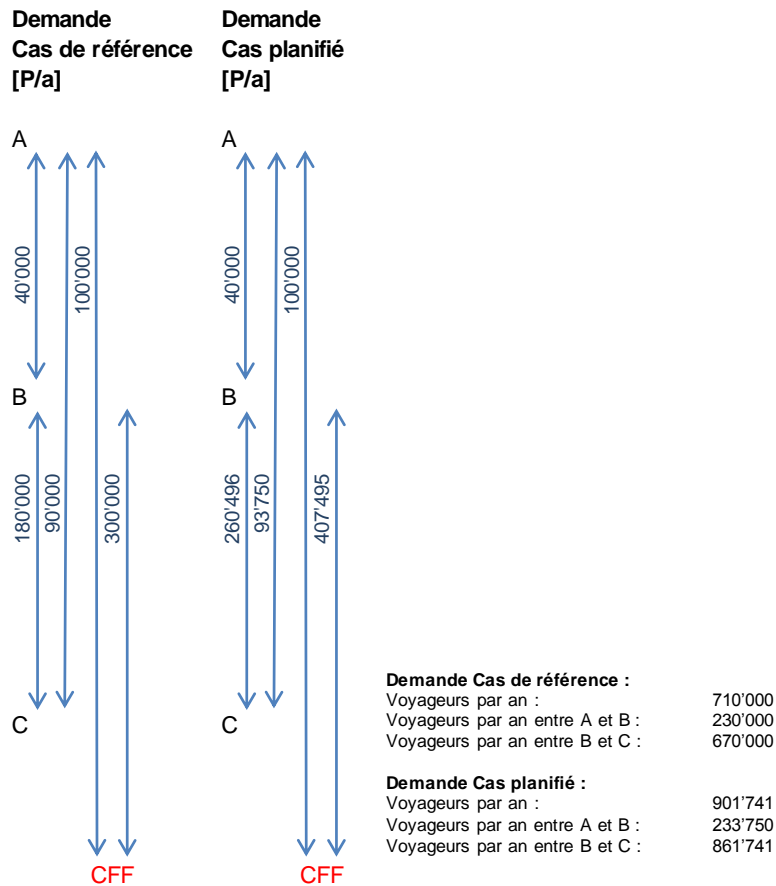 Demande
Cas de référence
[P/a]
Demande
Cas planifié
[P/a]
A
40'000
100'000
B
180'000
90'000
300'000
C
CFF
A
40'000
100'000
B
260'496
93'750
407'495
C
CFF
Demande Cas de référence :
Voyageurs par an : 710'000
Voyageurs par an entre A et B : 230'000
Voyageurs par an entre B et C : 670'000
Demande Cas planifié :
Voyageurs par an : 901'741
Voyageurs par an entre A et B : 233'750
Voyageurs par an entre B et C : 861'741